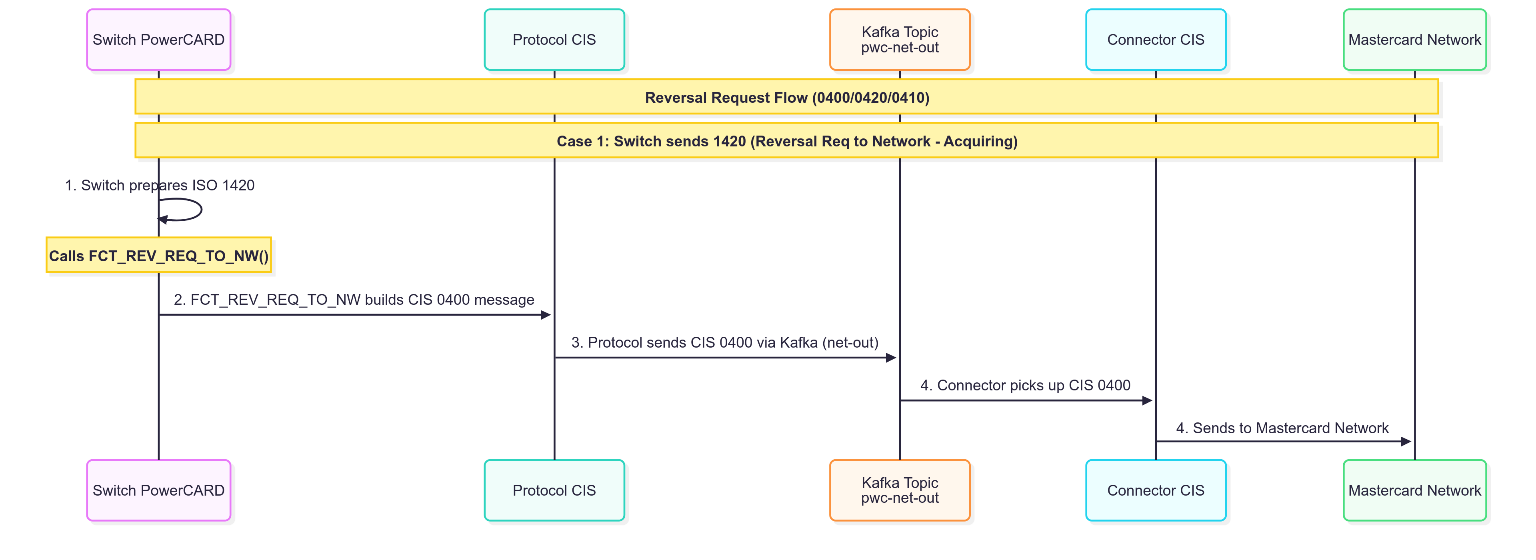 Switch PowerCARD
Protocol CIS
Kafka Topic
pwc-net-out
Connector CIS
Mastercard Network
Reversal Request Flow (0400/0420/0410)
Case 1: Switch sends 1420 (Reversal Req to Network - Acquiring)
1. Switch prepares ISO 1420
Calls FCT_REV_REQ_TO_NW()
2. FCT_REV_REQ_TO_NW builds CIS 0400 message
3. Protocol sends CIS 0400 via Kafka (net-out)
4. Connector picks up CIS 0400
4. Sends to Mastercard Network
Switch PowerCARD
Protocol CIS
Kafka Topic
pwc-net-out
Connector CIS
Mastercard Network